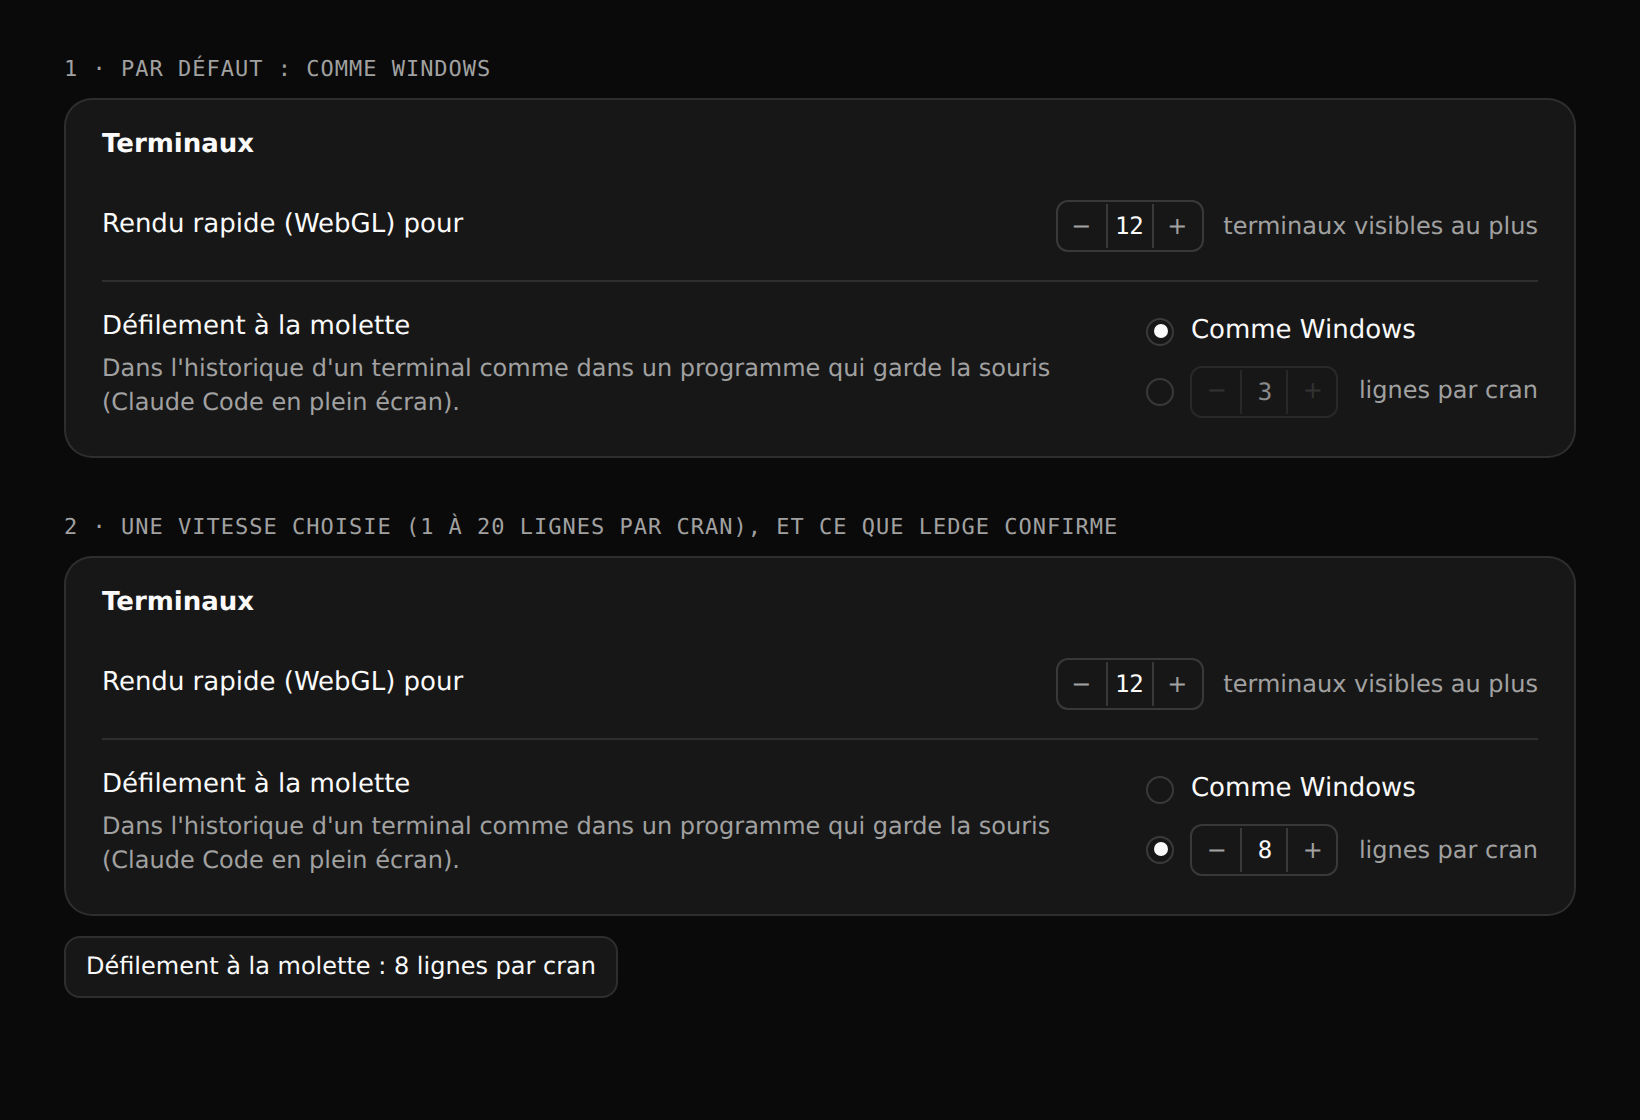 1 · PAR DÉFAUT : COMME WINDOWS
Terminaux
Rendu rapide (WebGL) pour − 12 + terminaux visibles au plus
Défilement à la molette
Comme Windows
Dans l'historique d'un terminal comme dans un programme qui garde la souris
(Claude Code en plein écran).
− 3 + lignes par cran
2 · UNE VITESSE CHOISIE (1 À 20 LIGNES PAR CRAN), ET CE QUE LEDGE CONFIRME
Terminaux
Rendu rapide (WebGL) pour − 12 + terminaux visibles au plus
Défilement à la molette
Comme Windows
Dans l'historique d'un terminal comme dans un programme qui garde la souris
(Claude Code en plein écran).
− 8 + lignes par cran
Défilement à la molette : 8 lignes par cran